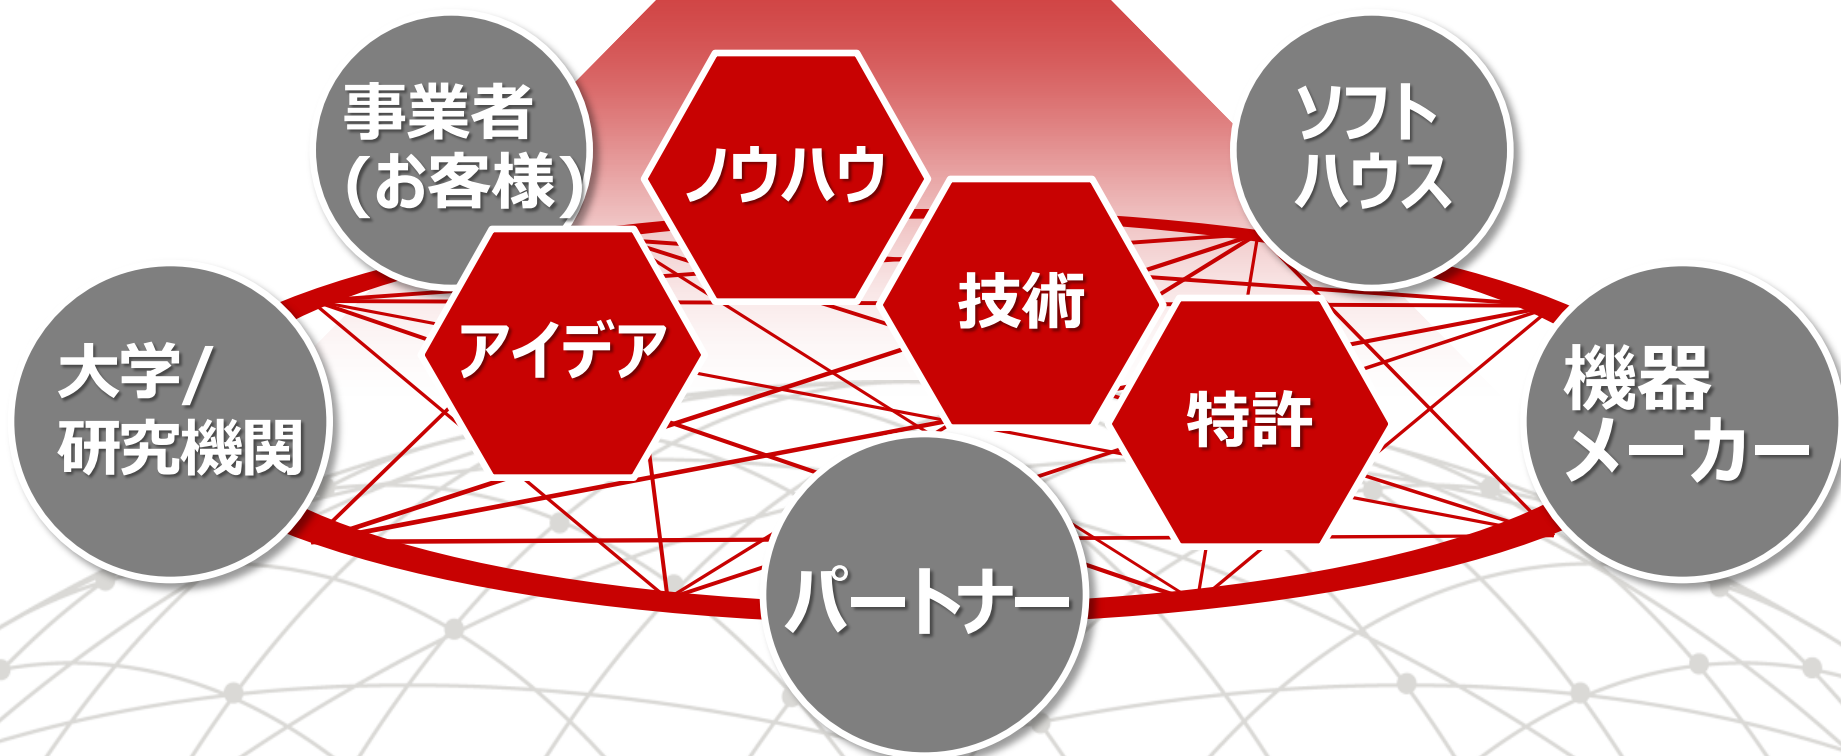 事業者
(お客様)
ノウハウ
ソフト
ハウス
アイデア
技術
特許
大学/
研究機関
機器
メーカー
パートナー